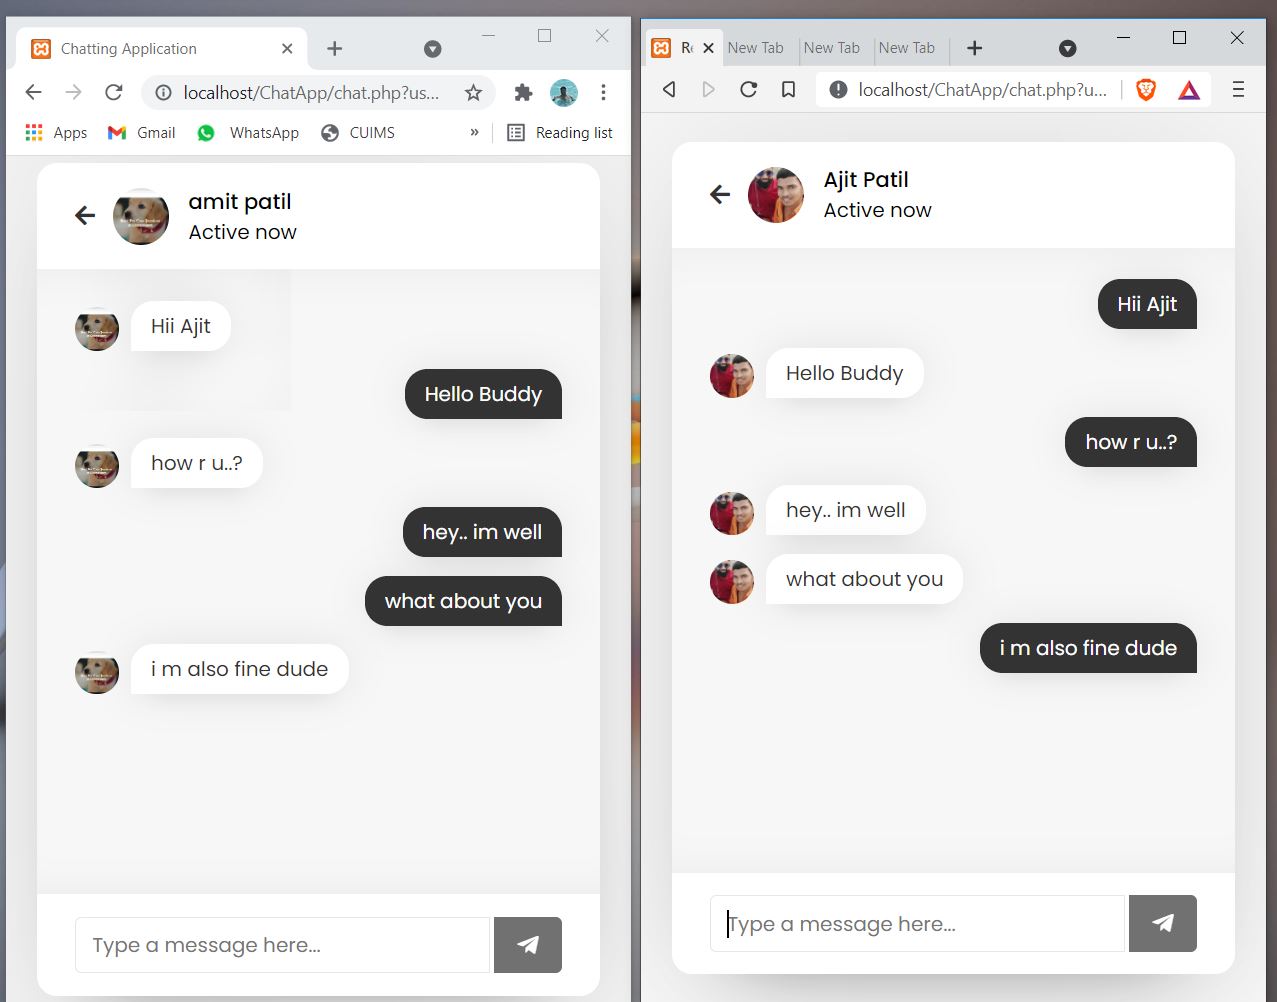 Chatting Application
localhost/ChatApp/chat.php?us...
Apps
Gmail
WhatsApp
CUIMS
»
Reading list
amit patil
Active now
Hii Ajit
Hello Buddy
how r u..?
hey.. im well
what about you
i m also fine dude
Type a message here...
New Tab
New Tab
New Tab
localhost/ChatApp/chat.php?u...
Ajit Patil
Active now
Hii Ajit
Hello Buddy
how r u..?
hey.. im well
what about you
i m also fine dude
Type a message here...